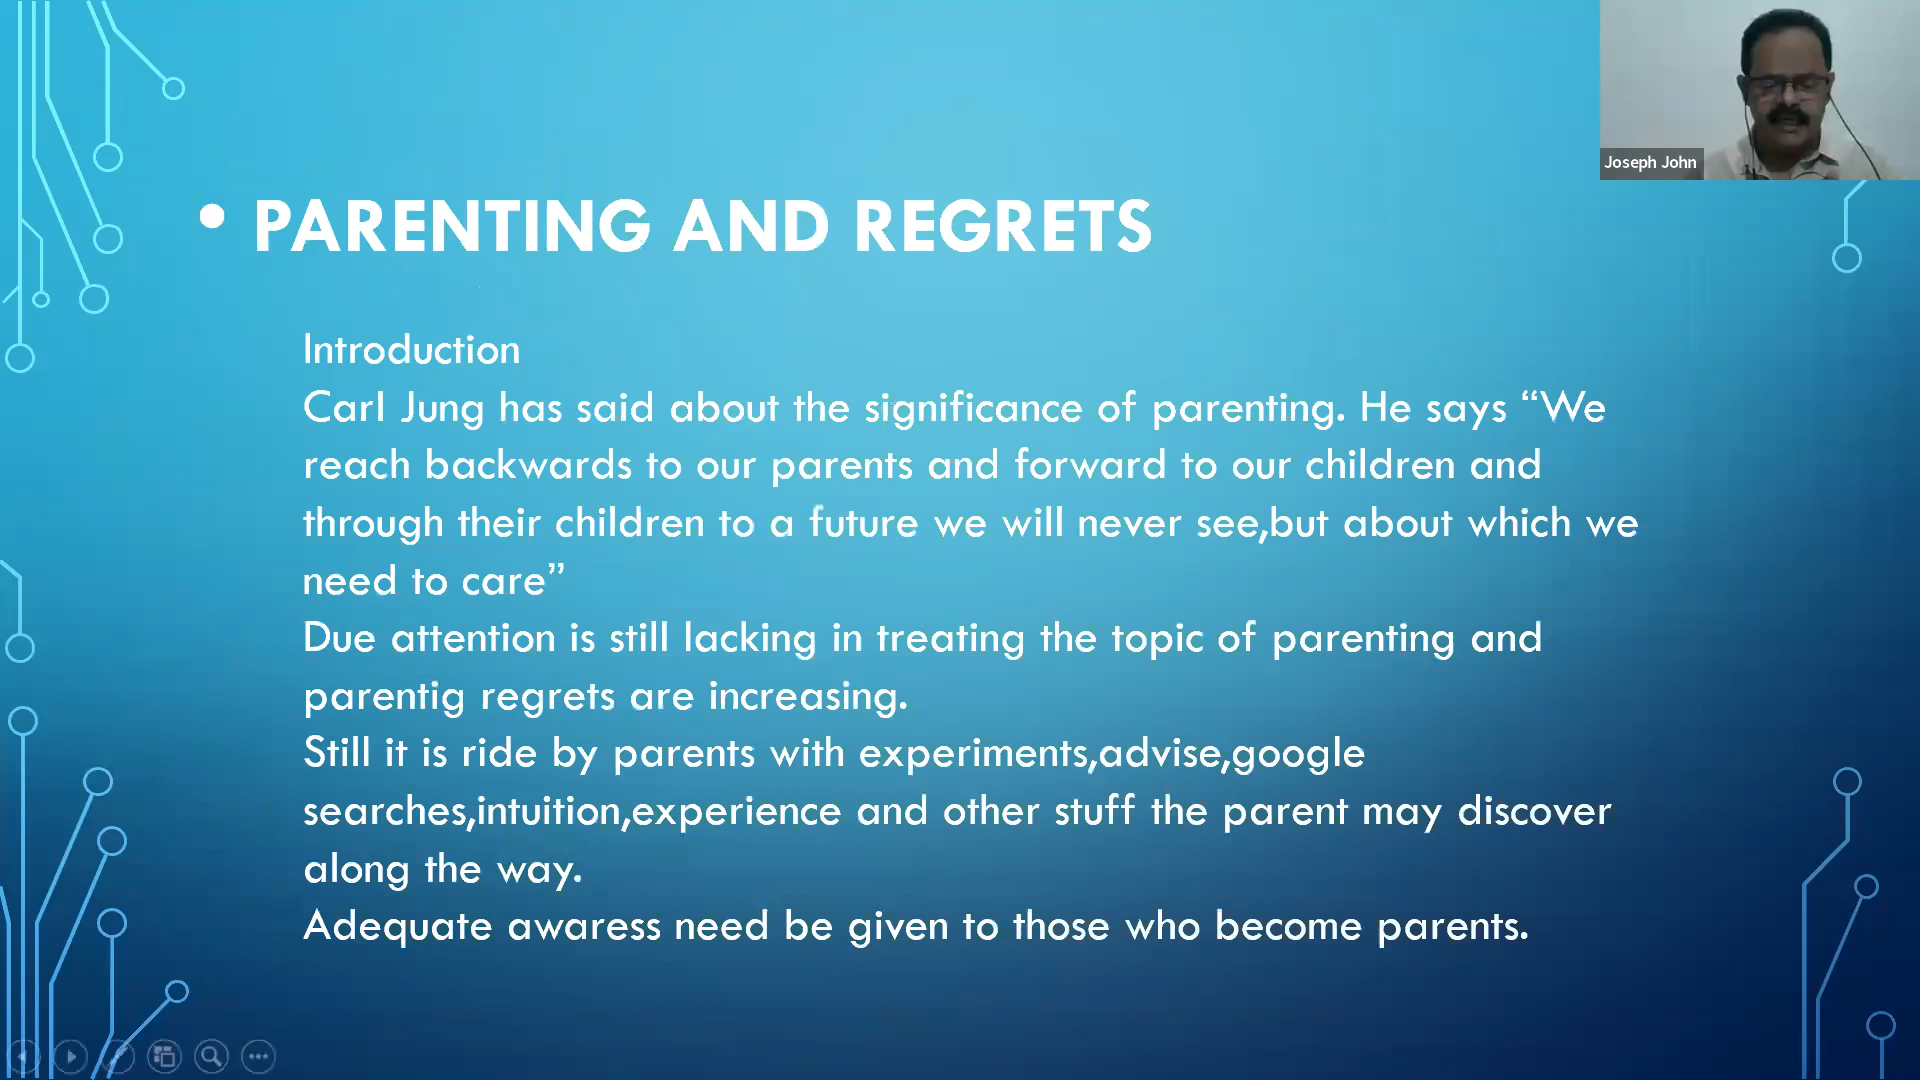 Joseph John
• PARENTING AND REGRETS
Introduction
Carl Jung has said about the significance of parenting. He says “We
reach backwards to our parents and forward to our children and
through their children to a future we will never see,but about which we
need to care”
Due attention is still lacking in treating the topic of parenting and
parentig regrets are increasing.
Still it is ride by parents with experiments,advise,google
searches,intuition,experience and other stuff the parent may discover
along the way.
Adequate awaress need be given to those who become parents.